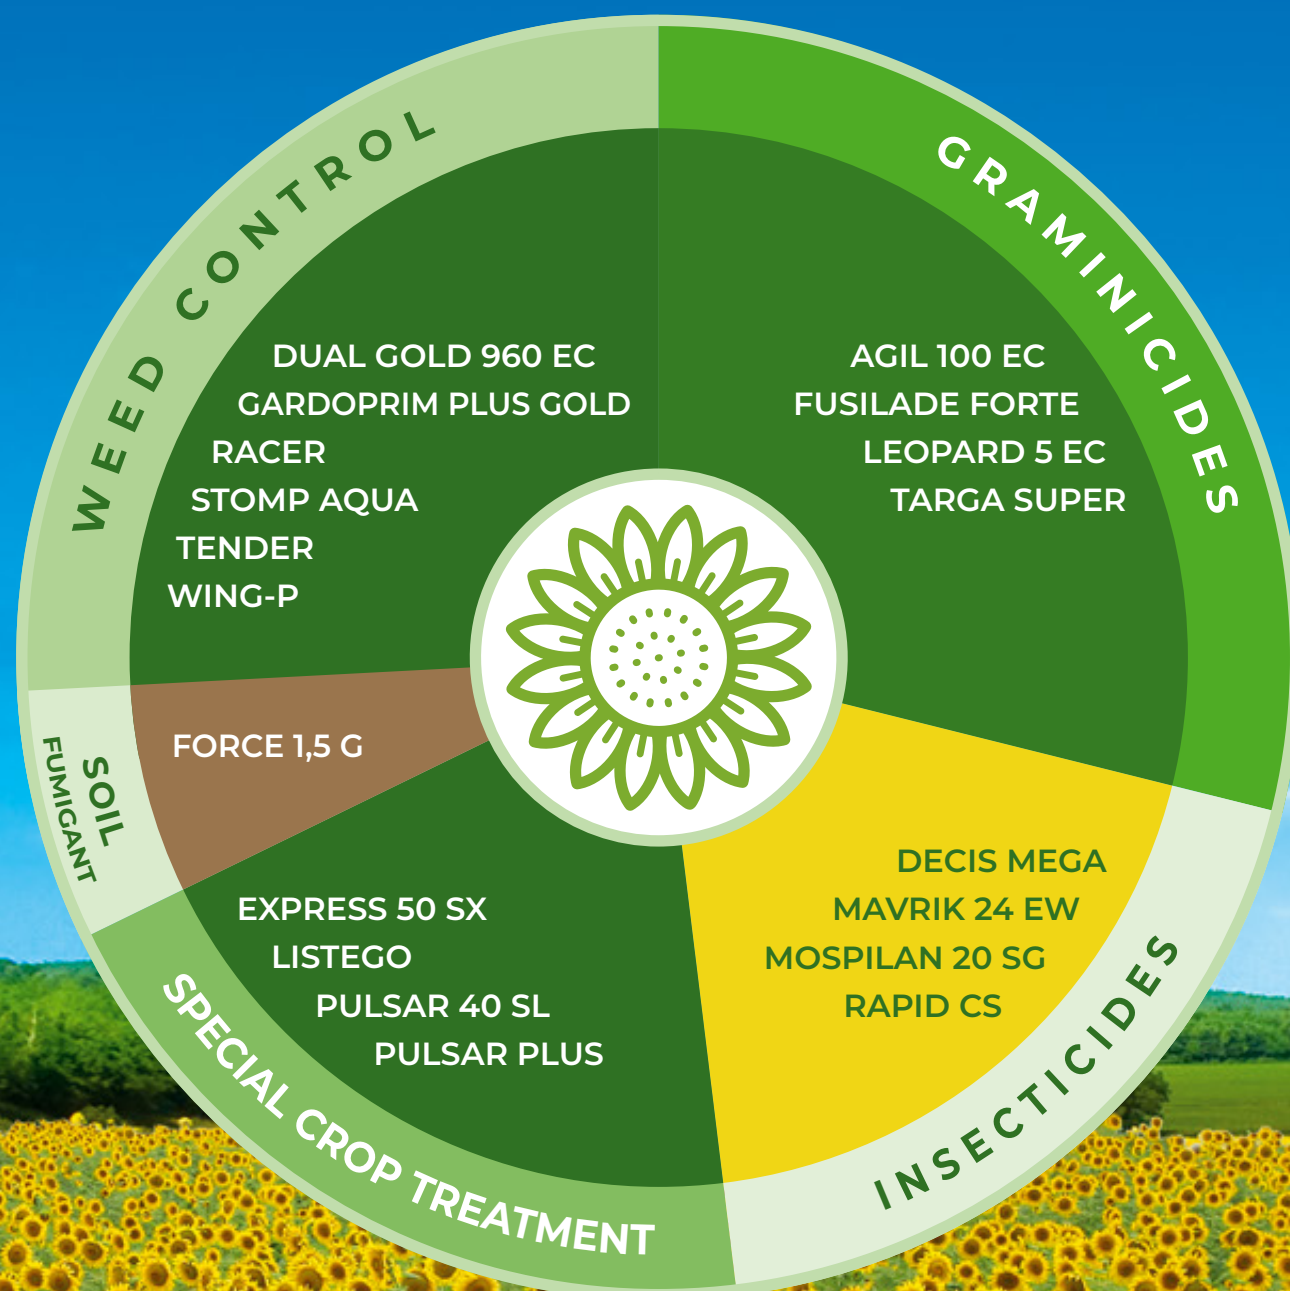 WEED CONTROL
DUAL GOLD 960 EC
GARDOPRIM PLUS GOLD
RACER
STOMP AQUA
TENDER
WING-P
GRAMINICIDES
AGIL 100 EC
FUSILADE FORTE
LEOPARD 5 EC
TARGA SUPER
SOIL
FUMIGANT
FORCE 1,5 G
SPECIAL CROP TREATMENT
EXPRESS 50 SX
LISTEGO
PULSAR 40 SL
PULSAR PLUS
INSECTICIDES
DECIS MEGA
MAVRIK 24 EW
MOSPILAN 20 SG
RAPID CS